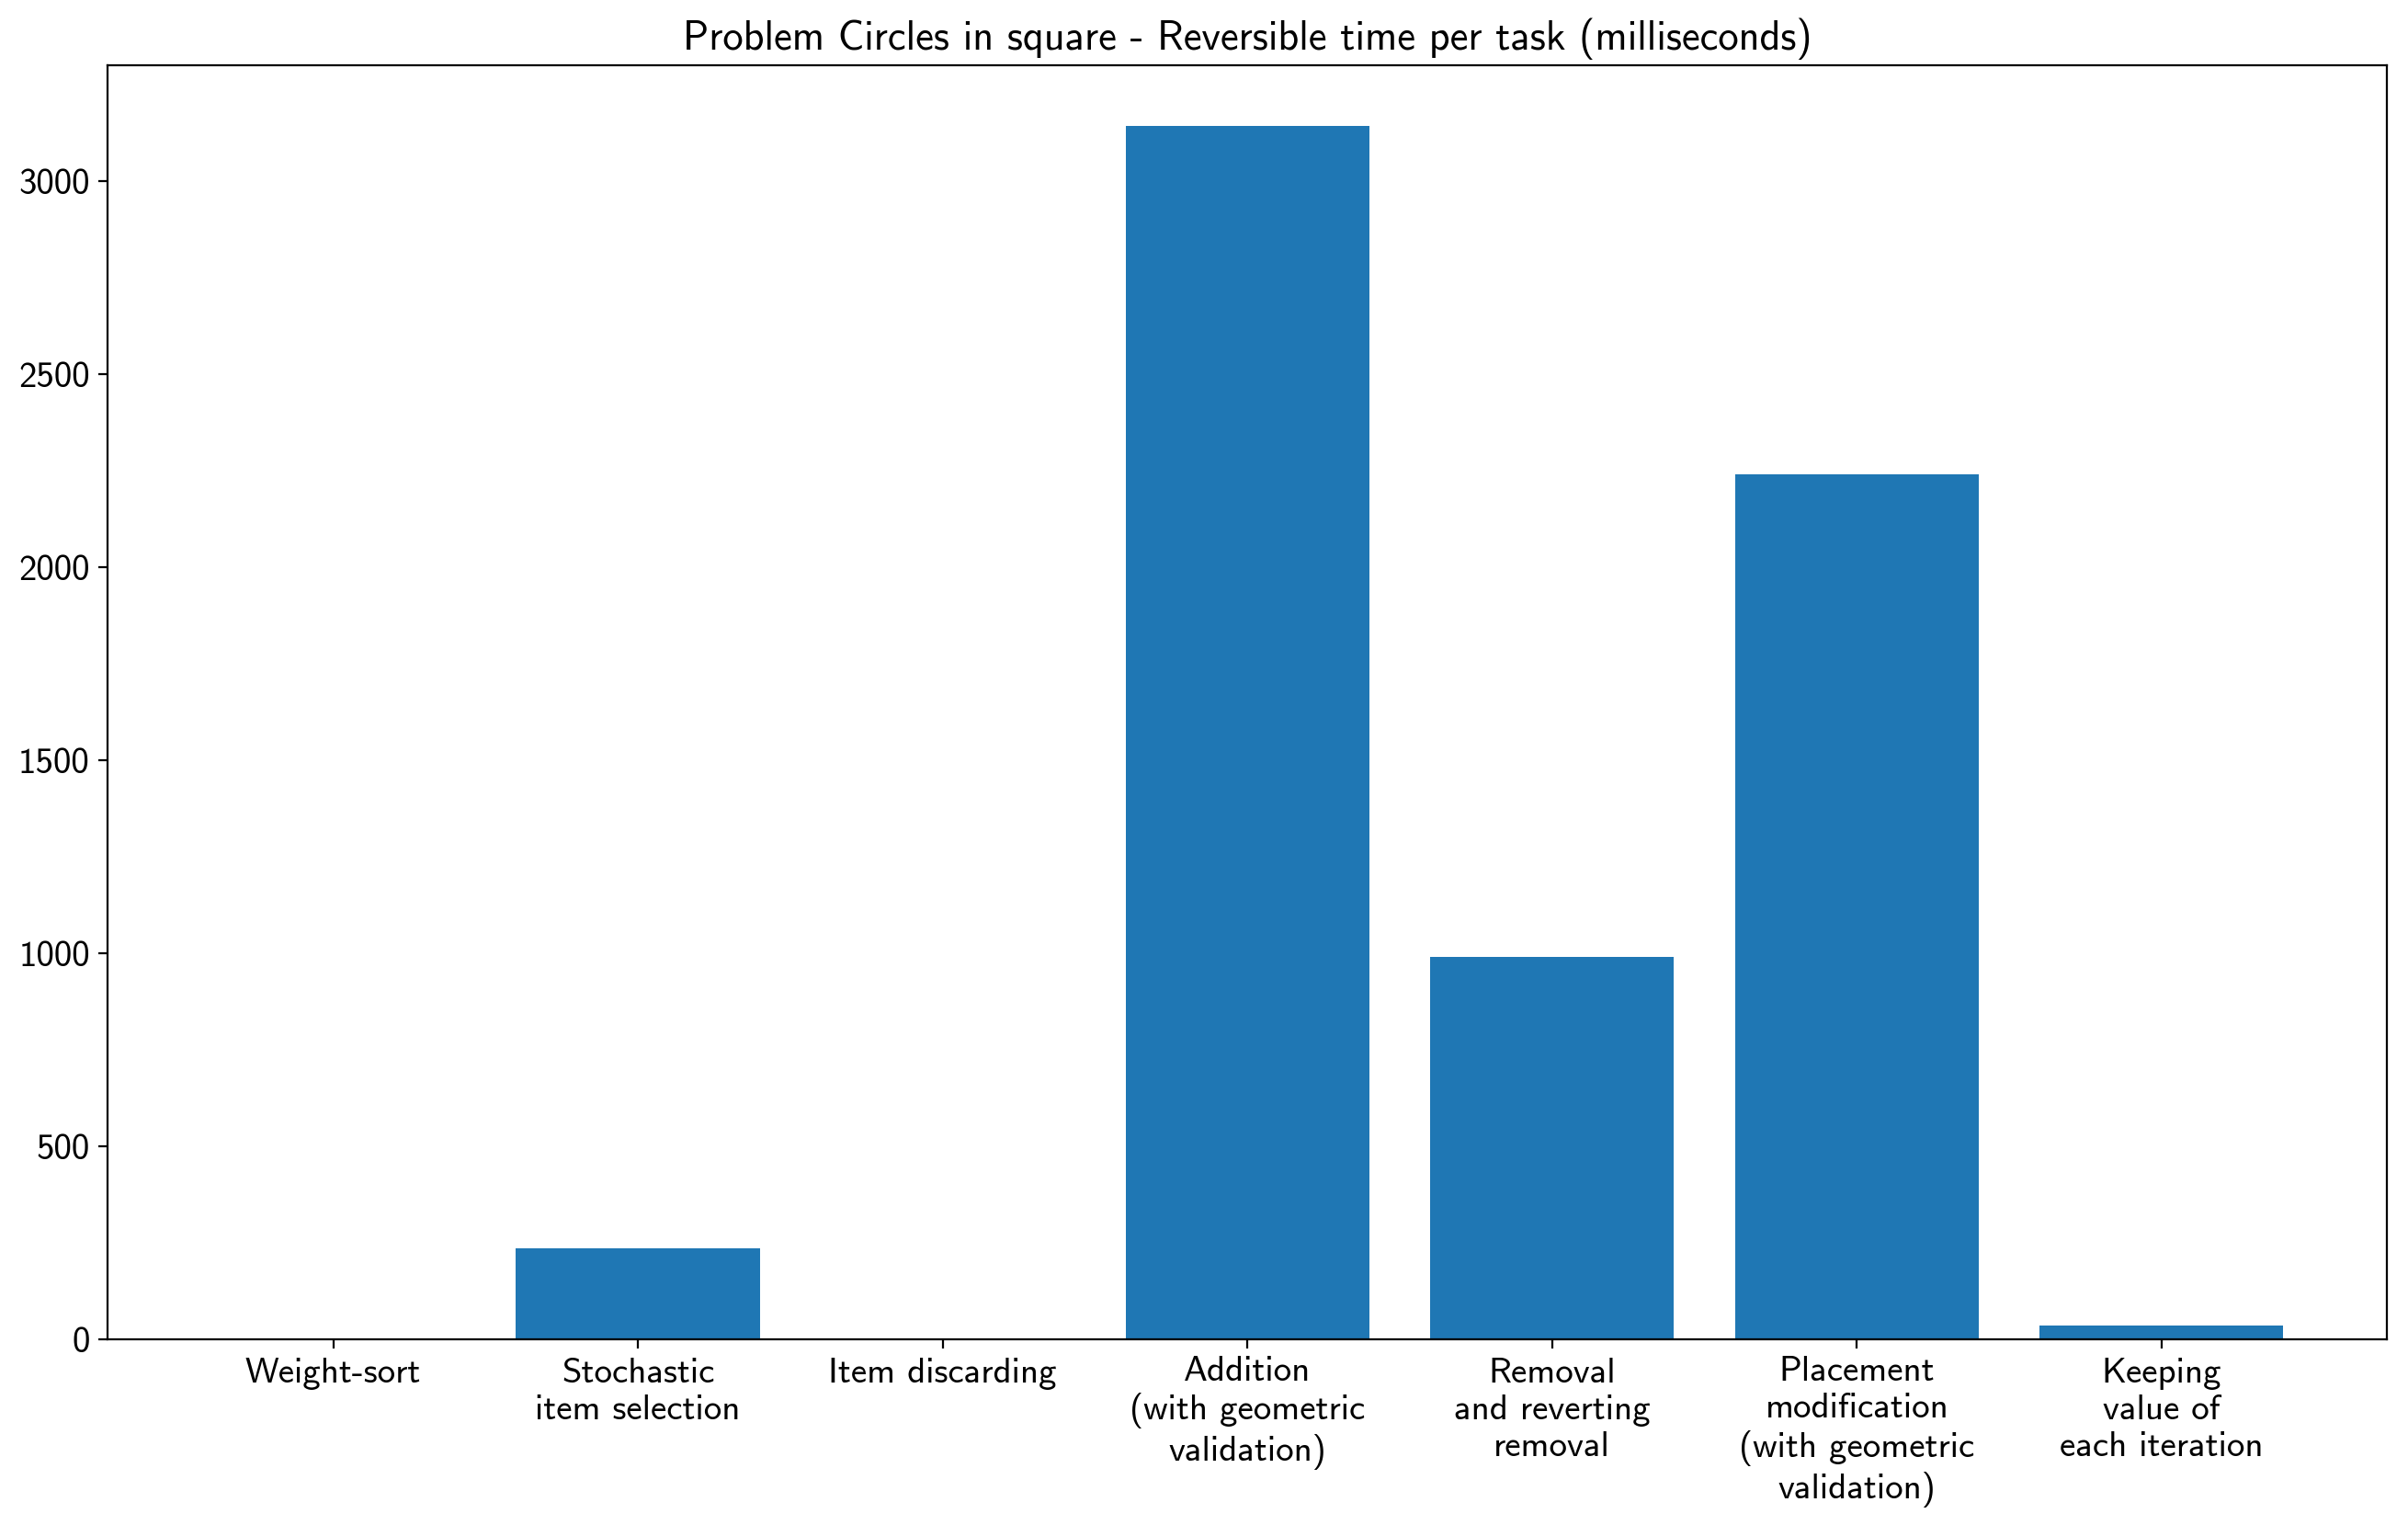 Problem Circles in square - Reversible time per task (milliseconds)
3000
2500
2000
1500
1000
500
0
Weight-sort
Stochastic
item selection
Item discarding
Addition
(with geometric
validation)
Removal
and reverting
removal
Placement
modification
(with geometric
validation)
Keeping
value of
each iteration